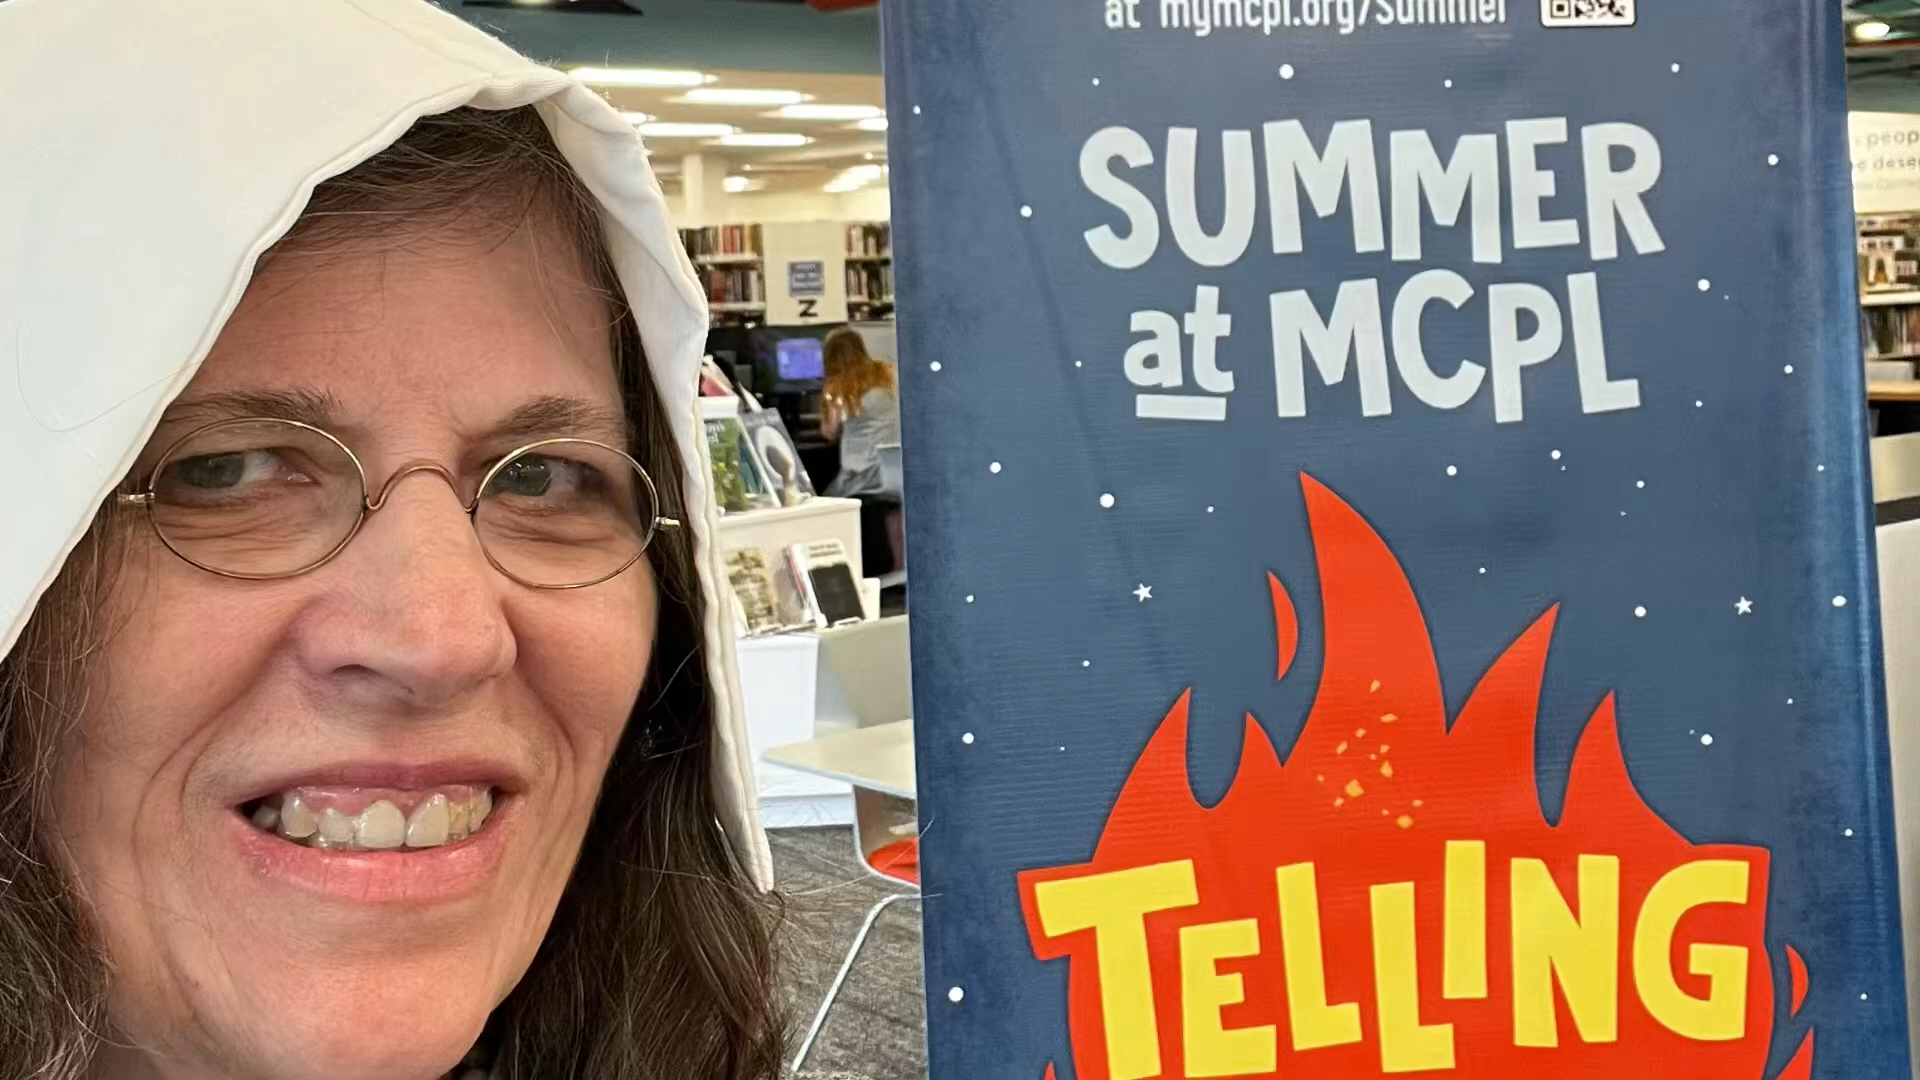 at mymcpl.org/Summer
SUMMER
at MCPL
TELLING
Z